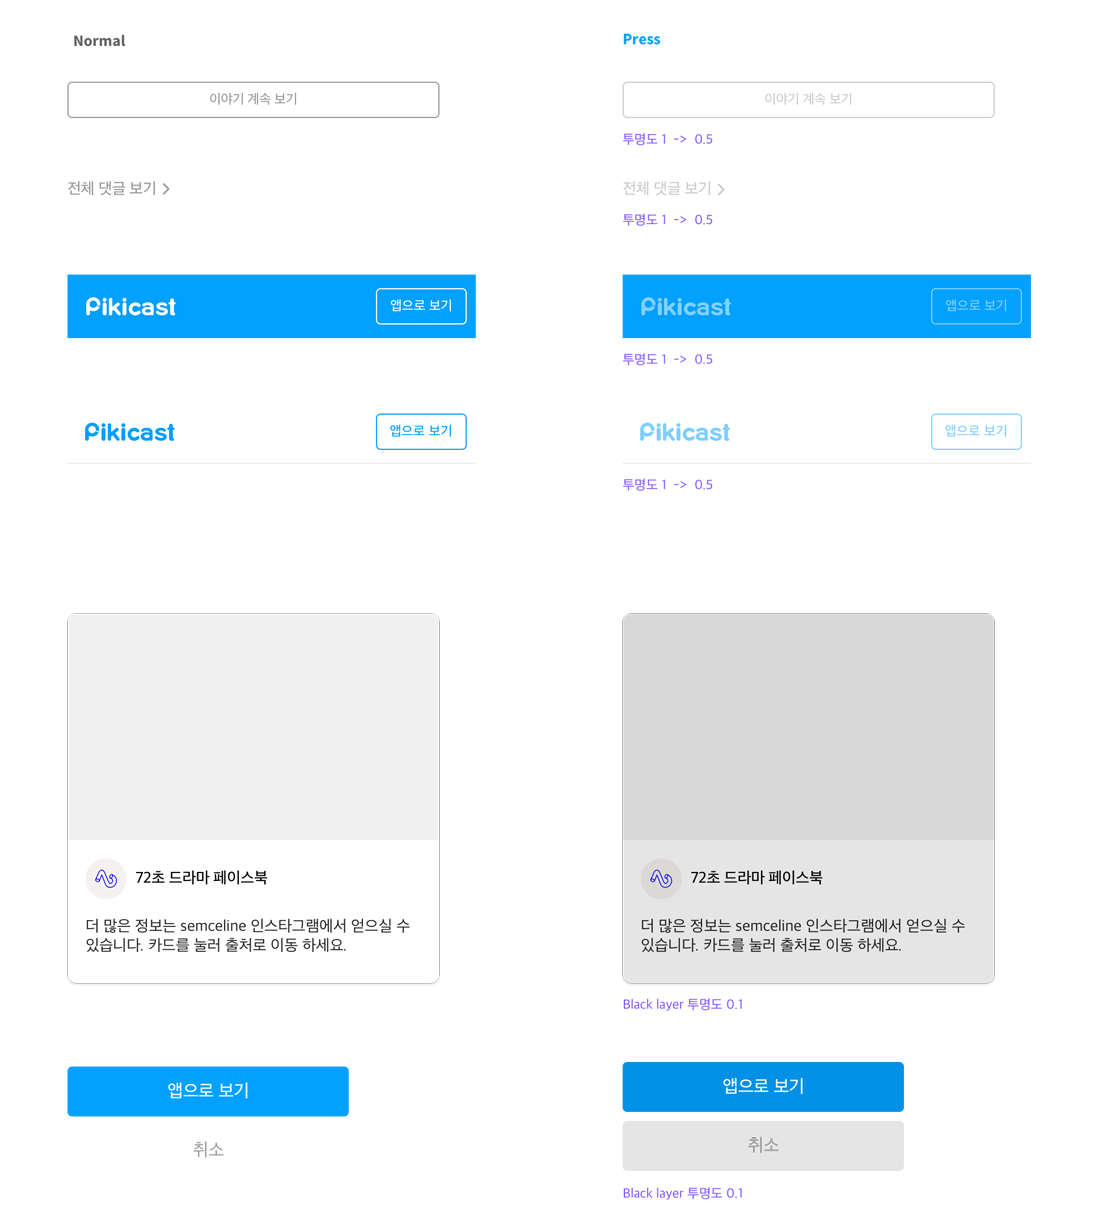 Normal
Press
이야기 계속 보기
이야기 계속 보기
투명도 1 -> 0.5
전체 댓글 보기 >
전체 댓글 보기 >
투명도 1 -> 0.5
Pikicast
앱으로 보기
Pikicast
앱으로 보기
투명도 1 -> 0.5
Pikicast
앱으로 보기
Pikicast
앱으로 보기
투명도 1 -> 0.5
72초 드라마 페이스북
더 많은 정보는 semceline 인스타그램에서 얻으실 수
있습니다. 카드를 눌러 출처로 이동 하세요.
72초 드라마 페이스북
더 많은 정보는 semceline 인스타그램에서 얻으실 수
있습니다. 카드를 눌러 출처로 이동 하세요.
Black layer 투명도 0.1
앱으로 보기
취소
앱으로 보기
취소
Black layer 투명도 0.1